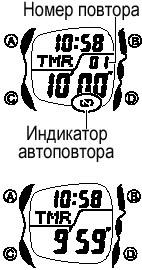 Номер повтора
A 10:58 B
TMR 01
10 00
C D
Индикатор
автоповтора
A 10:58 B
TMR
9 59
C D